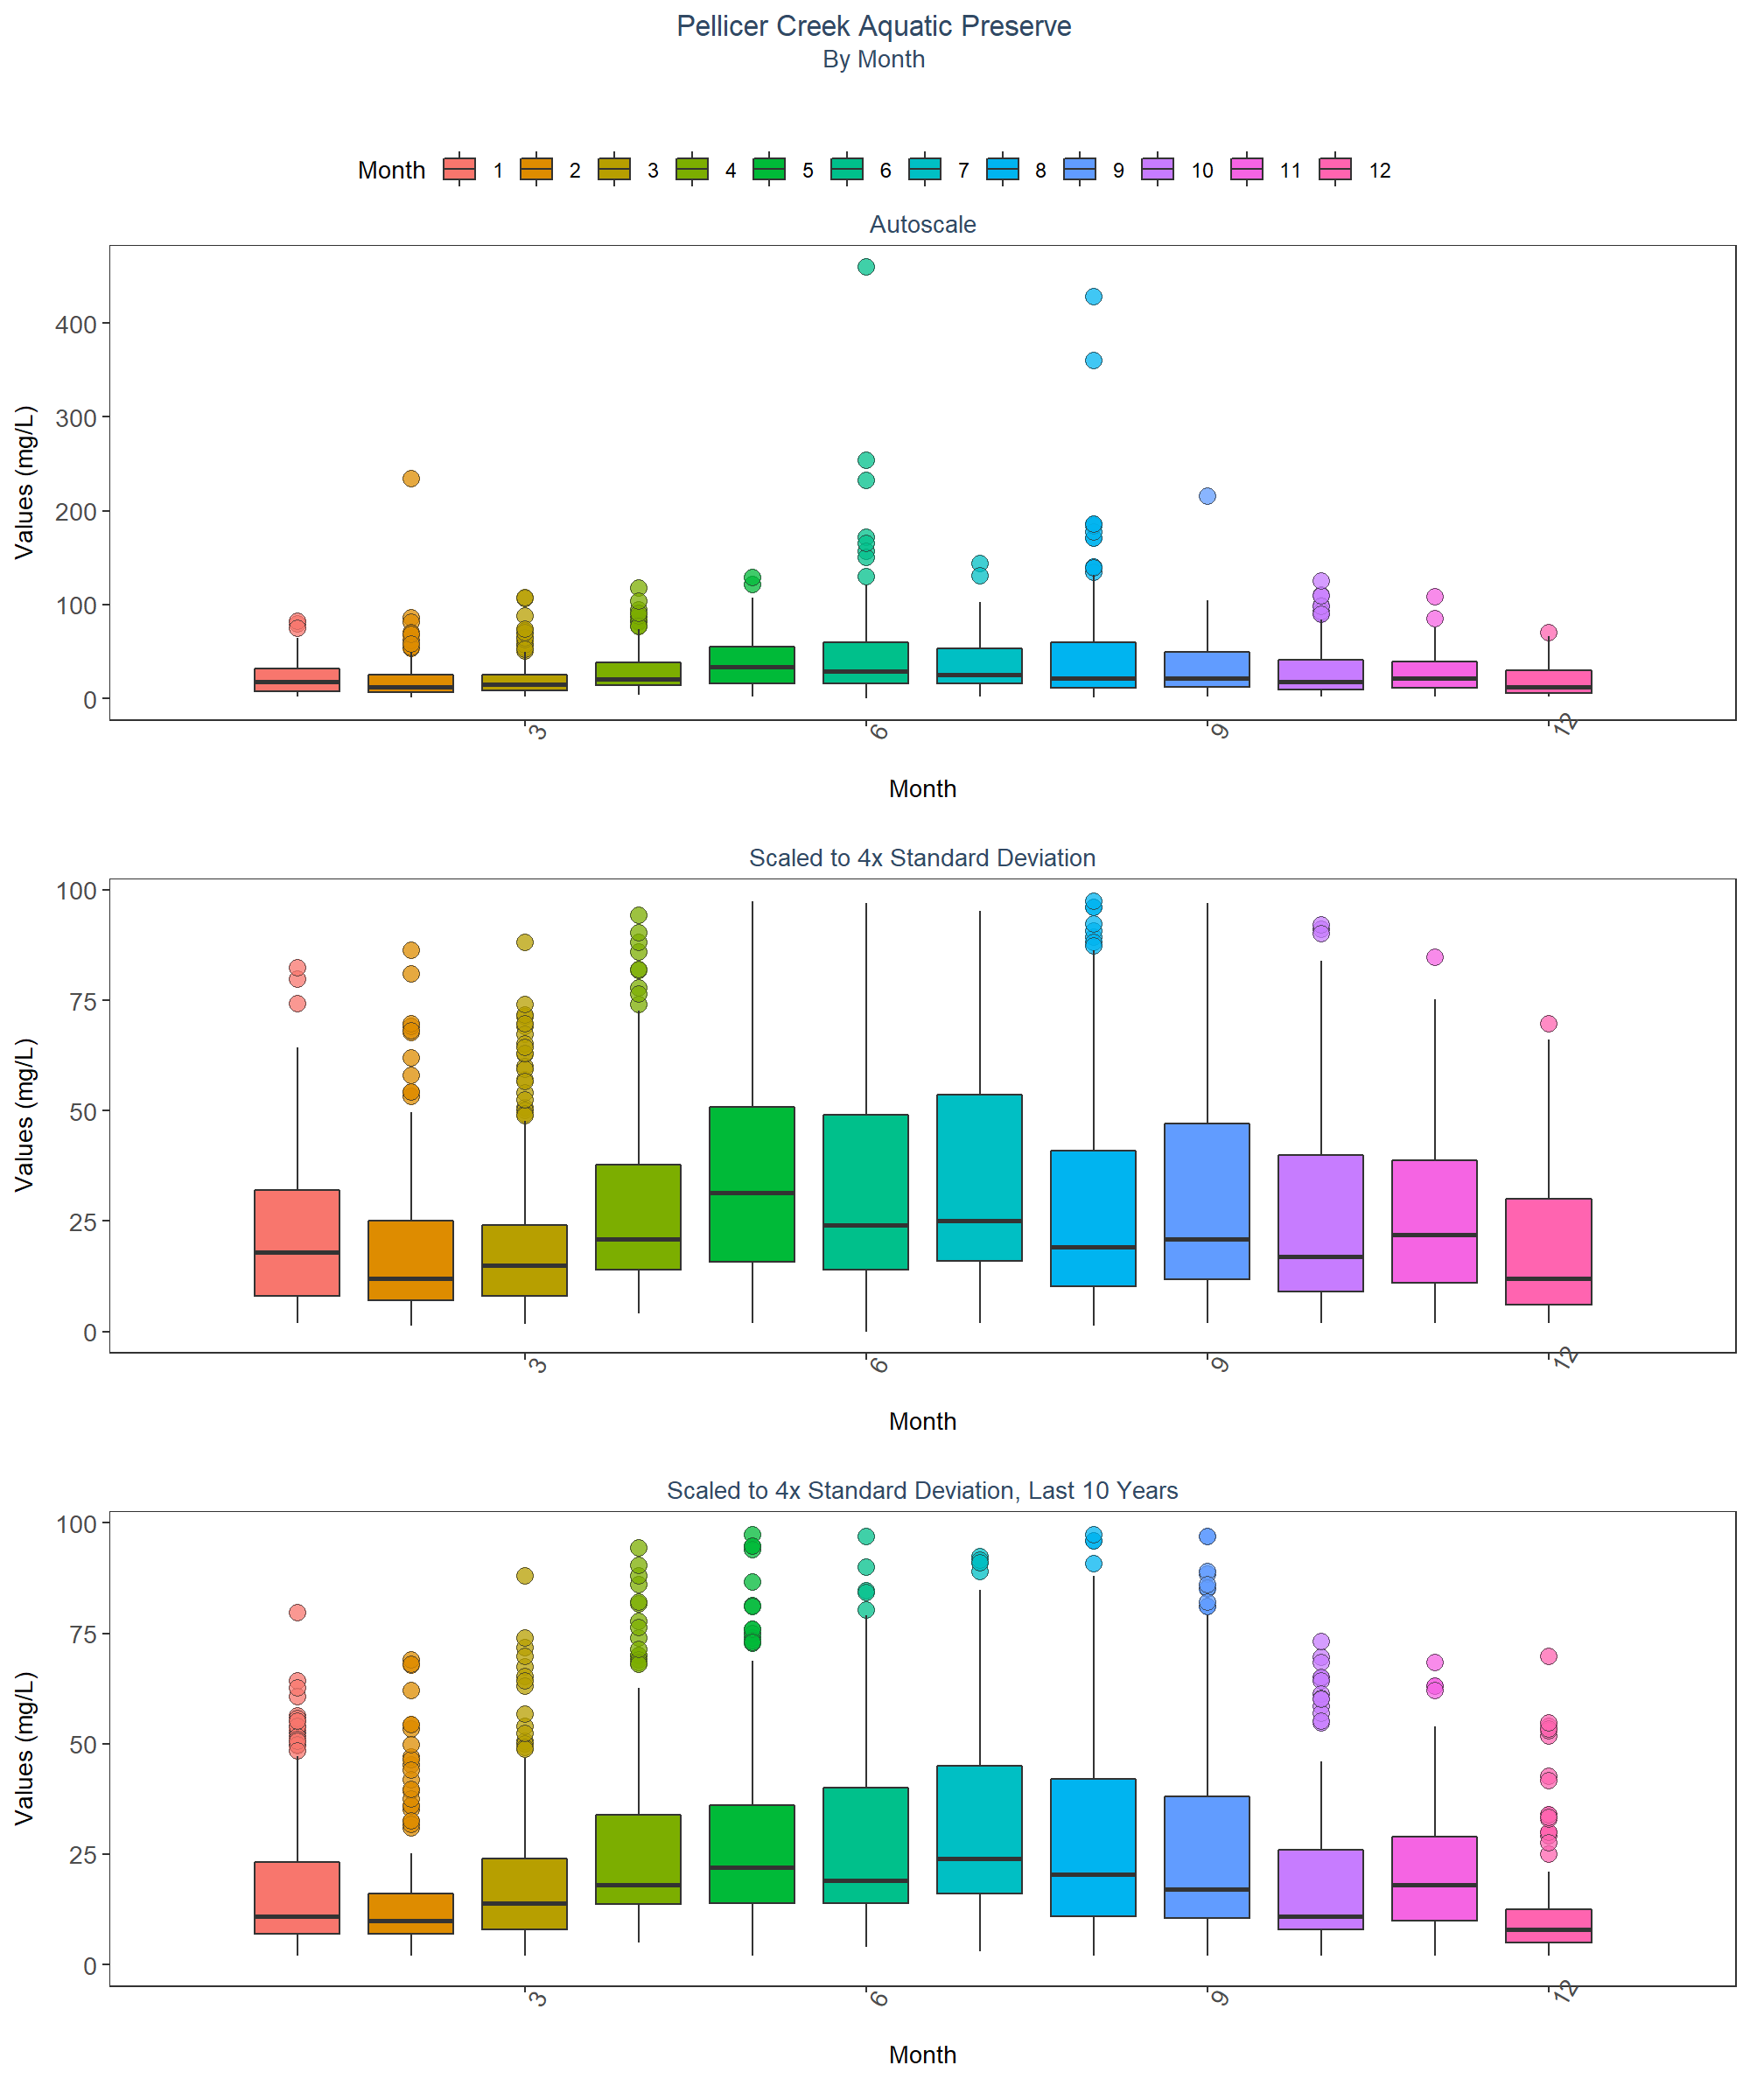 Pellicer Creek Aquatic Preserve
By Month
Month 1 2 3 4 5 6 7 8 9 10 11 12
Autoscale
Values (mg/L)
400
300
200
100
0
3 6 9 12
Month
Scaled to 4x Standard Deviation
Values (mg/L)
100
75
50
25
0
3 6 9 12
Month
Scaled to 4x Standard Deviation, Last 10 Years
Values (mg/L)
100
75
50
25
0
3 6 9 12
Month